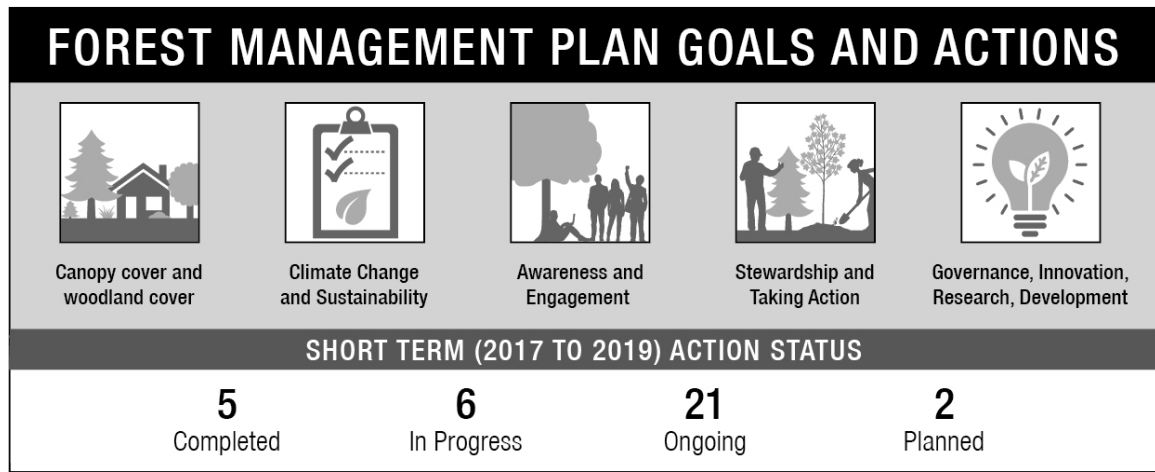 FOREST MANAGEMENT PLAN GOALS AND ACTIONS
Canopy cover and
woodland cover
Climate Change
and Sustainability
Awareness and
Engagement
Stewardship and
Taking Action
Governance, Innovation,
Research, Development
SHORT TERM (2017 TO 2019) ACTION STATUS
5
Completed
6
In Progress
21
Ongoing
2
Planned